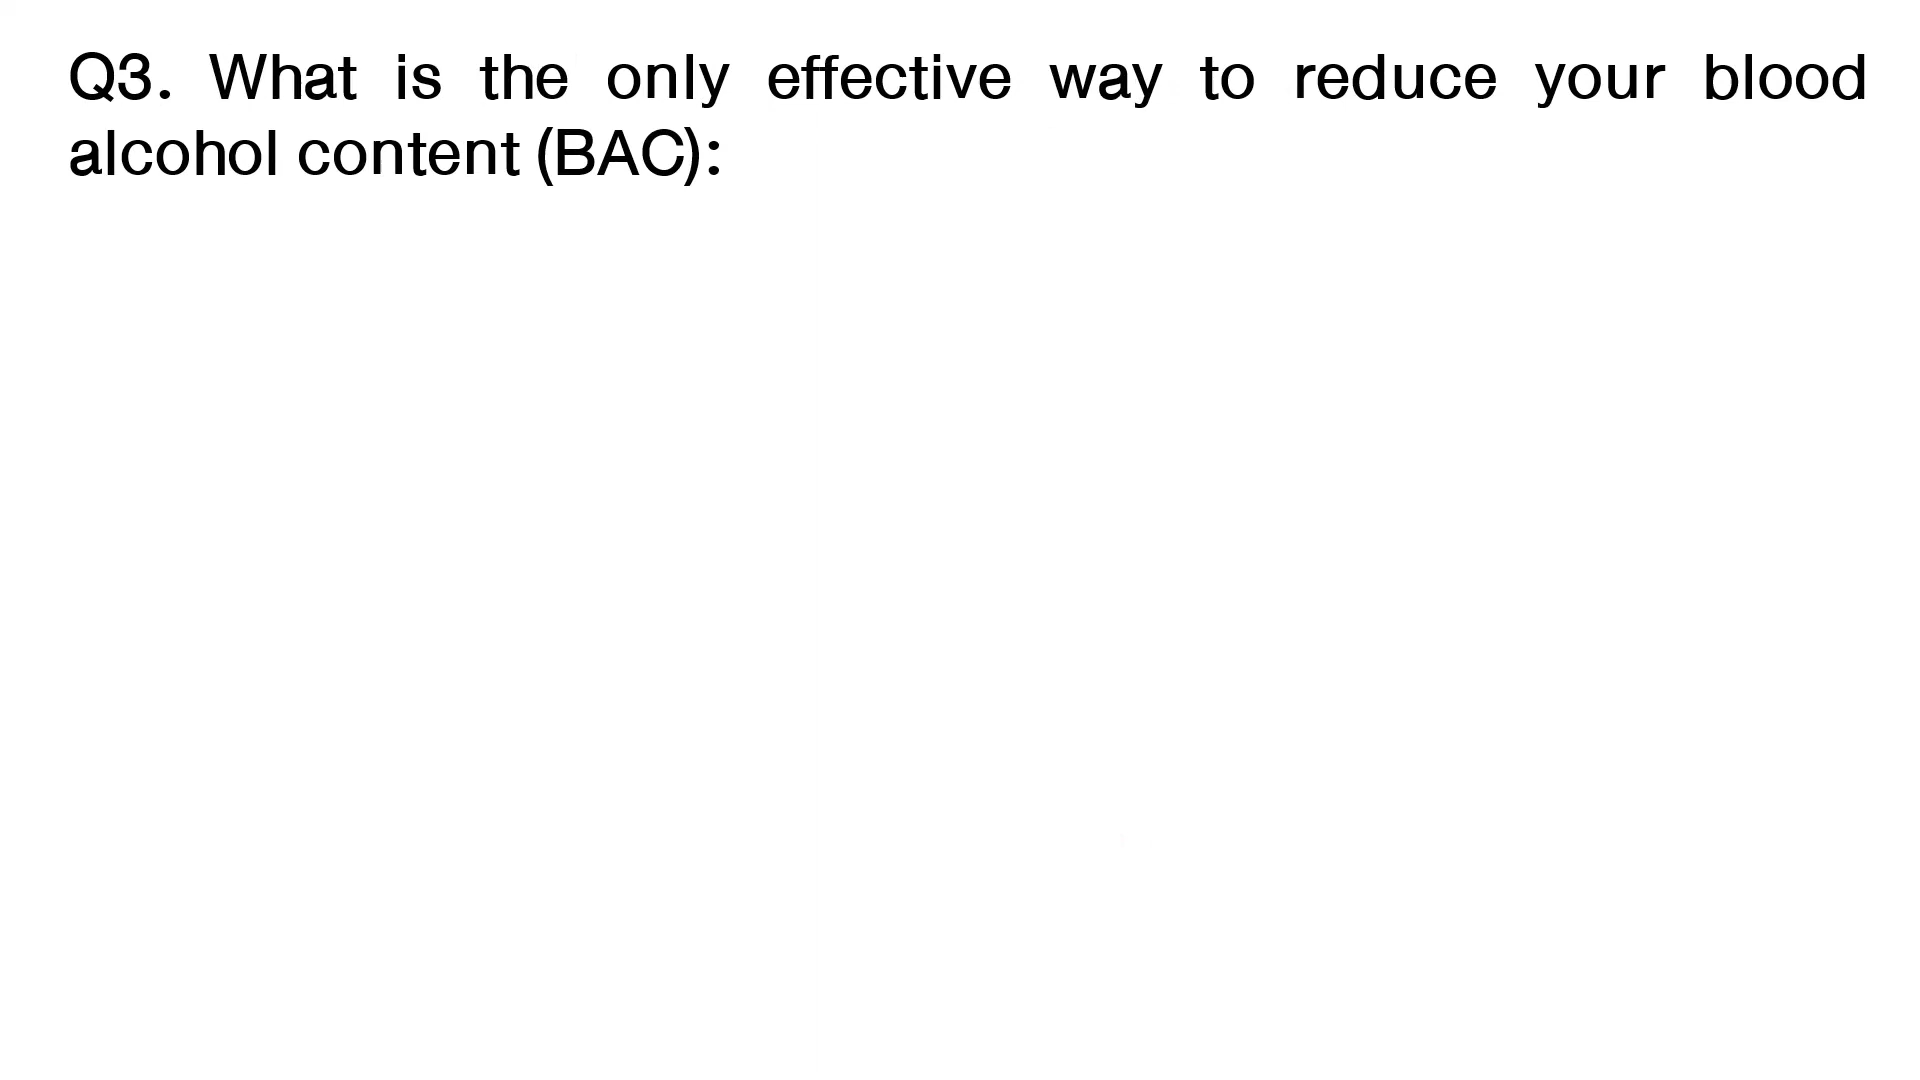 Q3. What is the only effective way to reduce your blood
alcohol content (BAC):